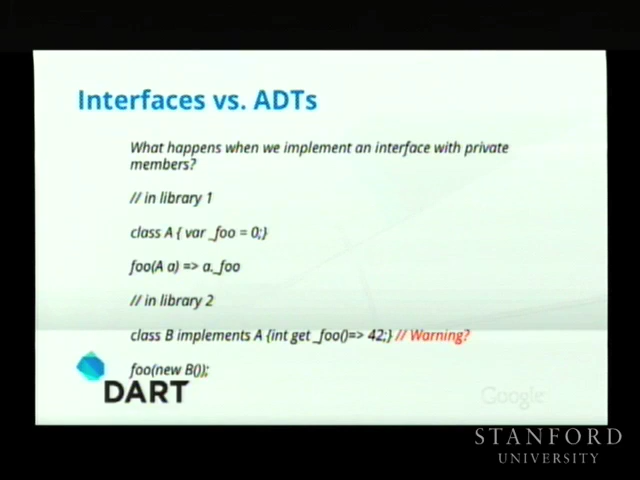 Interfaces vs. ADTs
What happens when we implement an interface with private
members?
// in library 1
class A { var _foo = 0;}
foo(A a) => a._foo
// in library 2
class B implements A {int get _foo()=> 42;} // Warning?
foo(new B());
DART
Google
STANFORD
UNIVERSITY